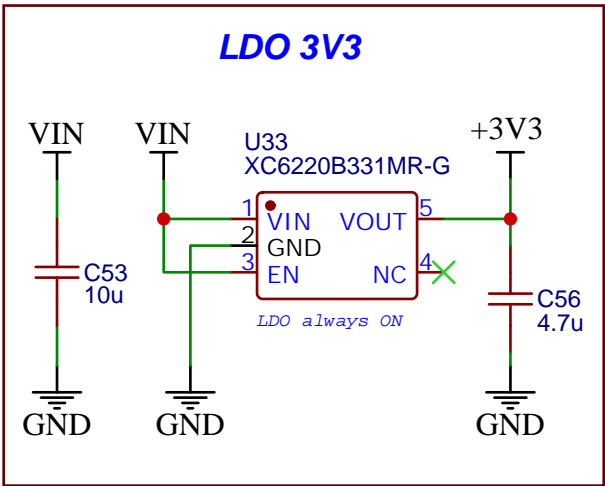 LDO 3V3
VIN
VIN
+3V3
U33
XC6220B331MR-G
1
VIN
VOUT
5
2
GND
3
EN
NC
4
C53
10u
LDO always ON
C56
4.7u
GND
GND
GND